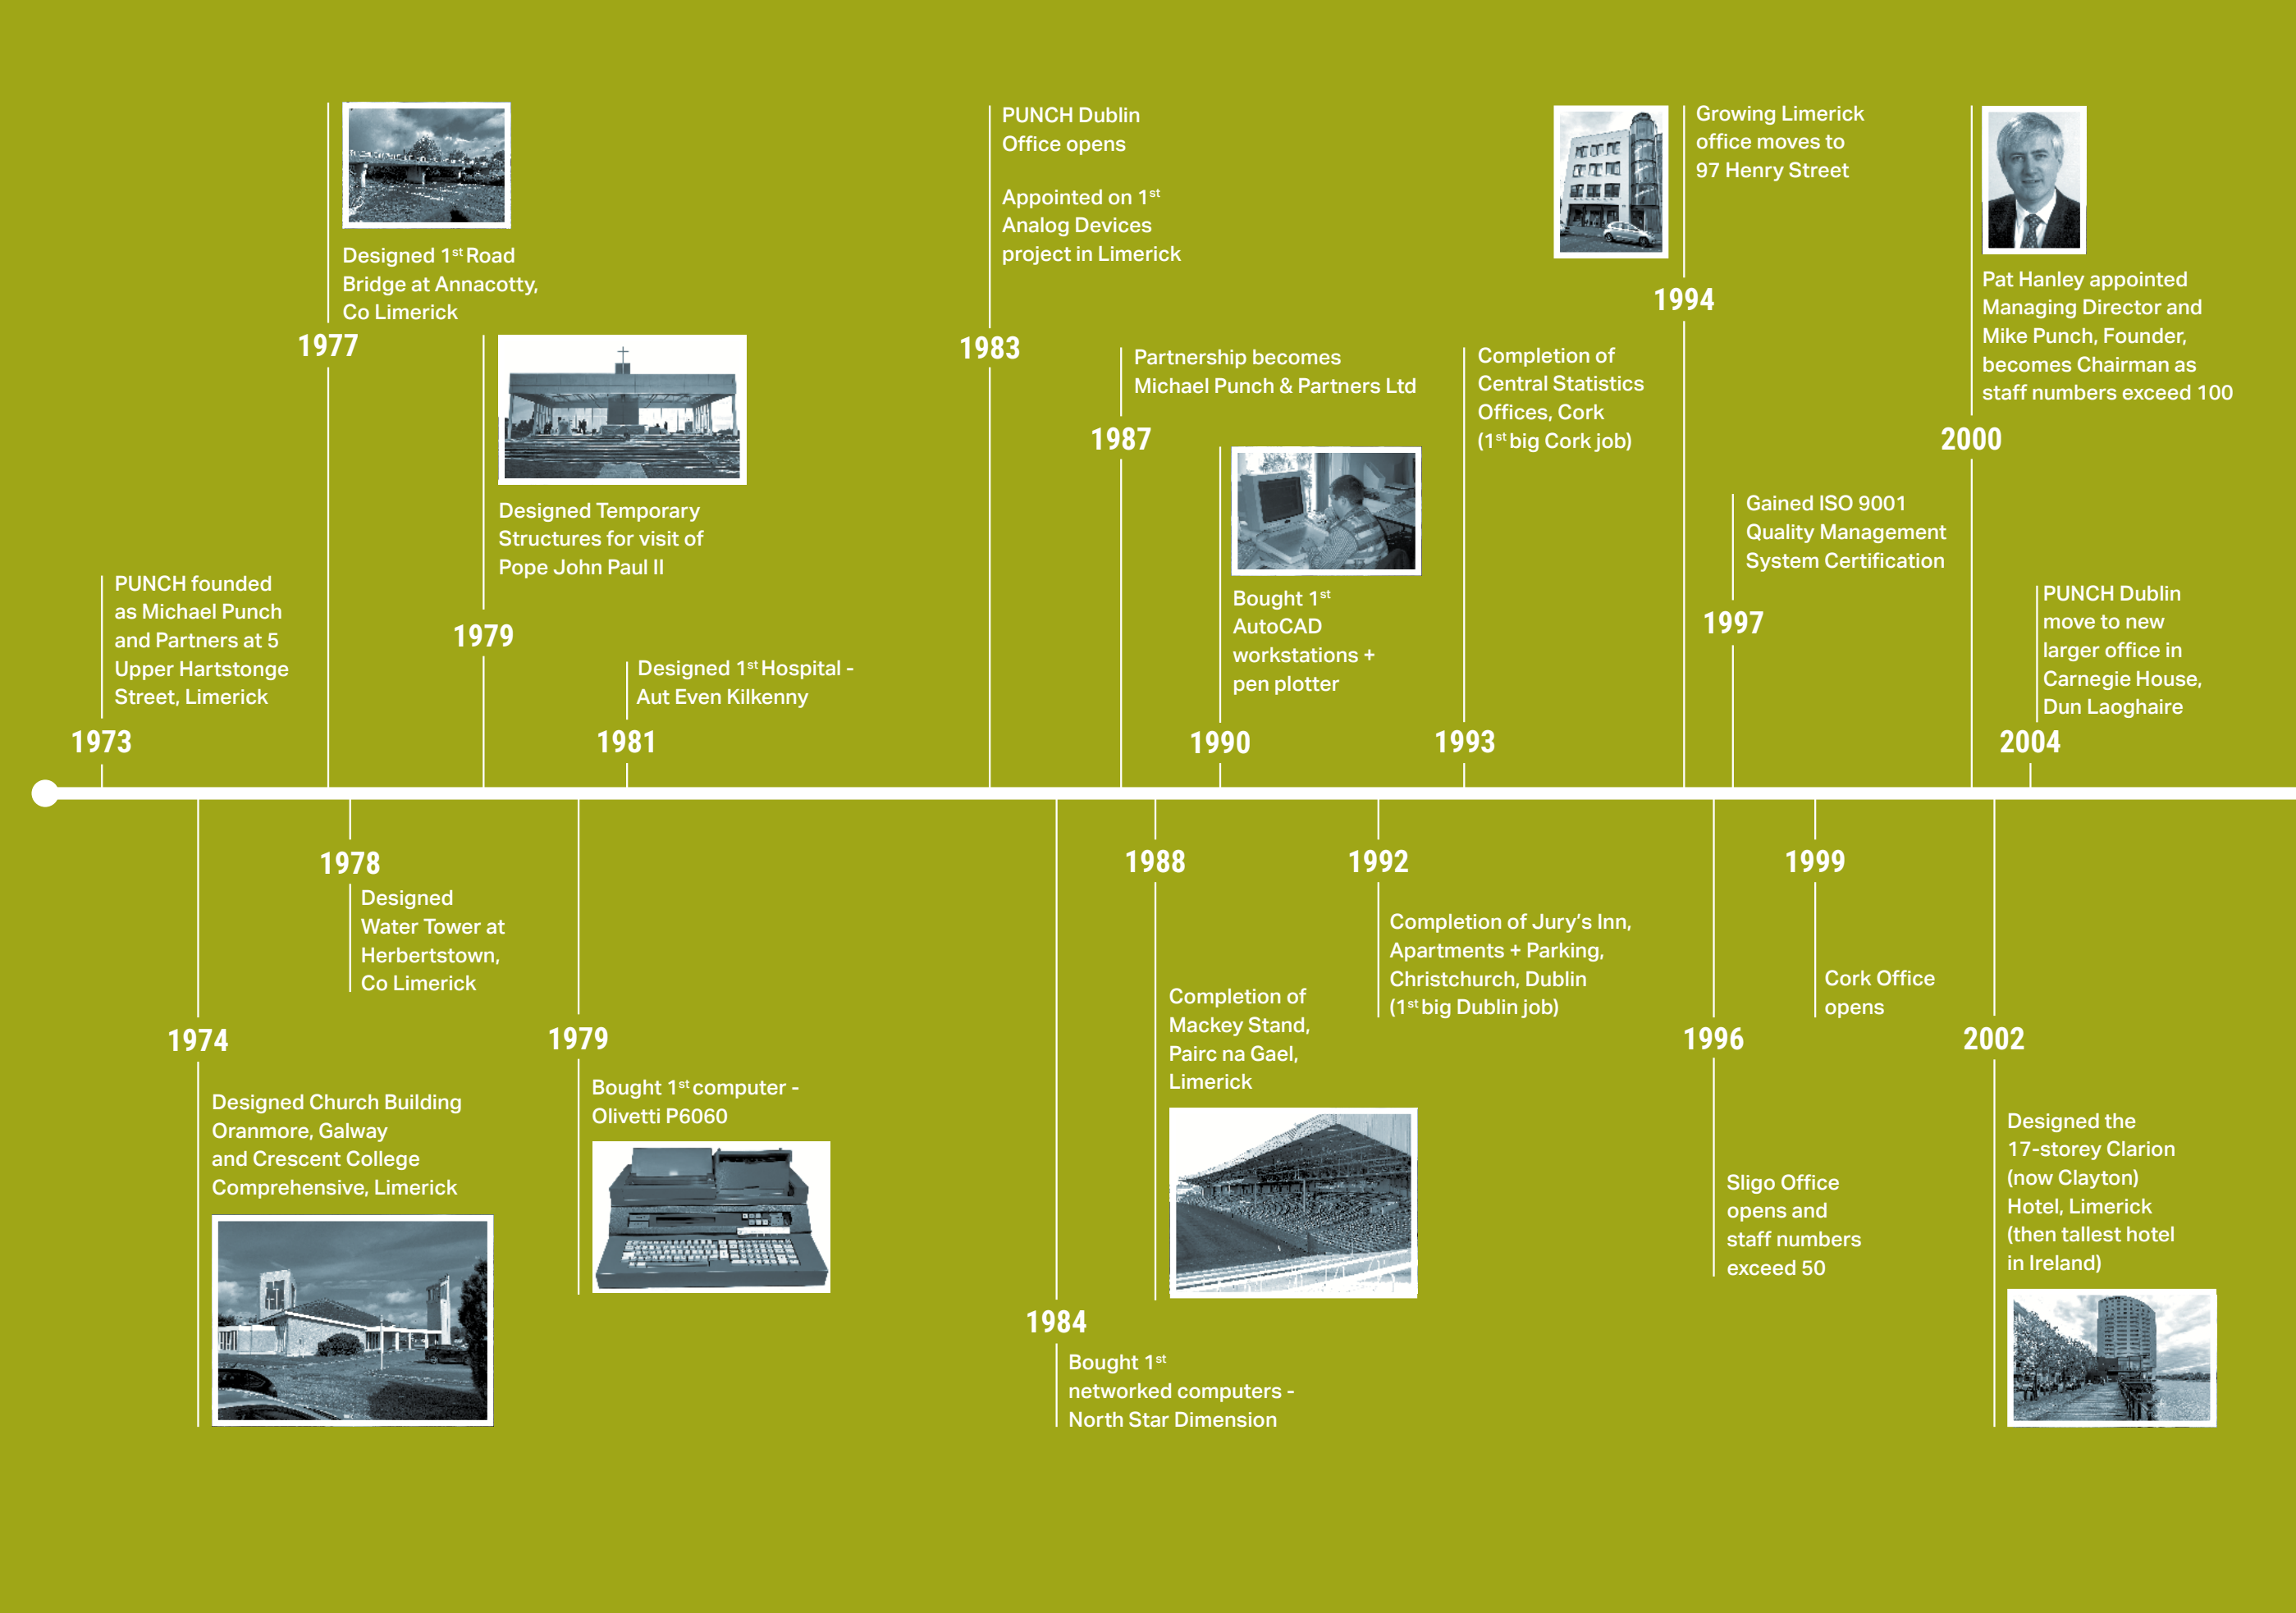 1977
Designed 1st Road
Bridge at Annacotty,
Co Limerick
1979
Designed Temporary
Structures for visit of
Pope John Paul II
PUNCH founded
as Michael Punch
and Partners at 5
Upper Hartstonge
Street, Limerick
1973
Designed 1st Hospital -
Aut Even Kilkenny
1981
PUNCH Dublin
Office opens
Appointed on 1st
Analog Devices
project in Limerick
1983
Partnership becomes
Michael Punch & Partners Ltd
1987
Bought 1st
AutoCAD
workstations +
pen plotter
1990
Completion of
Central Statistics
Offices, Cork
(1st big Cork job)
1993
Growing Limerick
office moves to
97 Henry Street
1994
Gained ISO 9001
Quality Management
System Certification
1997
Pat Hanley appointed
Managing Director and
Mike Punch, Founder,
becomes Chairman as
staff numbers exceed 100
2000
PUNCH Dublin
move to new
larger office in
Carnegie House,
Dun Laoghaire
2004
1974
Designed Church Building
Oranmore, Galway
and Crescent College
Comprehensive, Limerick
1978
Designed
Water Tower at
Herbertstown,
Co Limerick
1979
Bought 1st computer -
Olivetti P6060
1984
Bought 1st
networked computers -
North Star Dimension
1988
Completion of
Mackey Stand,
Pairc na Gael,
Limerick
1992
Completion of Jury's Inn,
Apartments + Parking,
Christchurch, Dublin
(1st big Dublin job)
1996
Sligo Office
opens and
staff numbers
exceed 50
1999
Cork Office
opens
2002
Designed the
17-storey Clarion
(now Clayton)
Hotel, Limerick
(then tallest hotel
in Ireland)